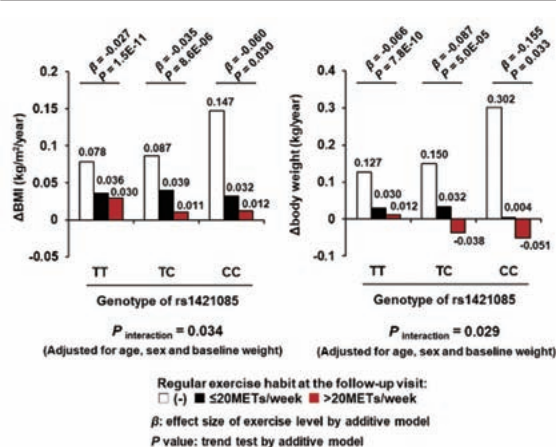 β = -0.027
P = 1.5E-11
β = -0.035
P = 8.6E-06
β = -0.060
P = 0.030
ΔBMI (kg/m²/year)
0.2
0.15
0.1
0.05
0
-0.05
0.078
0.036
0.030
0.087
0.039
0.011
0.147
0.032
0.012
TT
TC
CC
Genotype of rs1421085
P interaction = 0.034
(Adjusted for age, sex and baseline weight)
β = -0.066
P = 7.8E-10
β = -0.087
P = 5.0E-05
β = -0.155
P = 0.033
Δbody weight (kg/year)
0.4
0.3
0.2
0.1
0
-0.1
0.127
0.030
0.012
0.150
0.032
-0.038
0.302
0.004
-0.051
TT
TC
CC
Genotype of rs1421085
P interaction = 0.029
(Adjusted for age, sex and baseline weight)
Regular exercise habit at the follow-up visit:
(-) ≤20METs/week >20METs/week
β: effect size of exercise level by additive model
P value: trend test by additive model